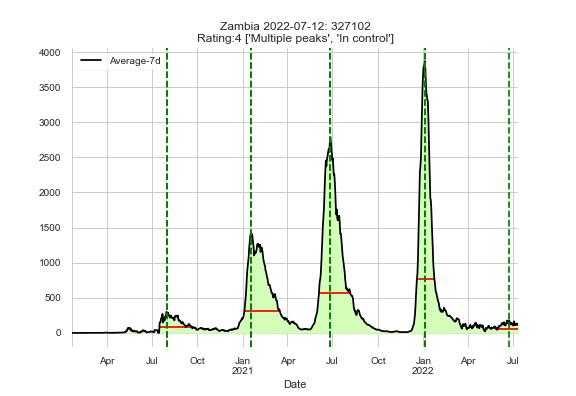 Zambia 2022-07-12: 327102
Rating:4 ['Multiple peaks', 'In control']
Average-7d
4000
3500
3000
2500
2000
1500
1000
500
0
Apr Jul Oct Jan Apr Jul Oct Jan Apr Jul
2021 2022
Date